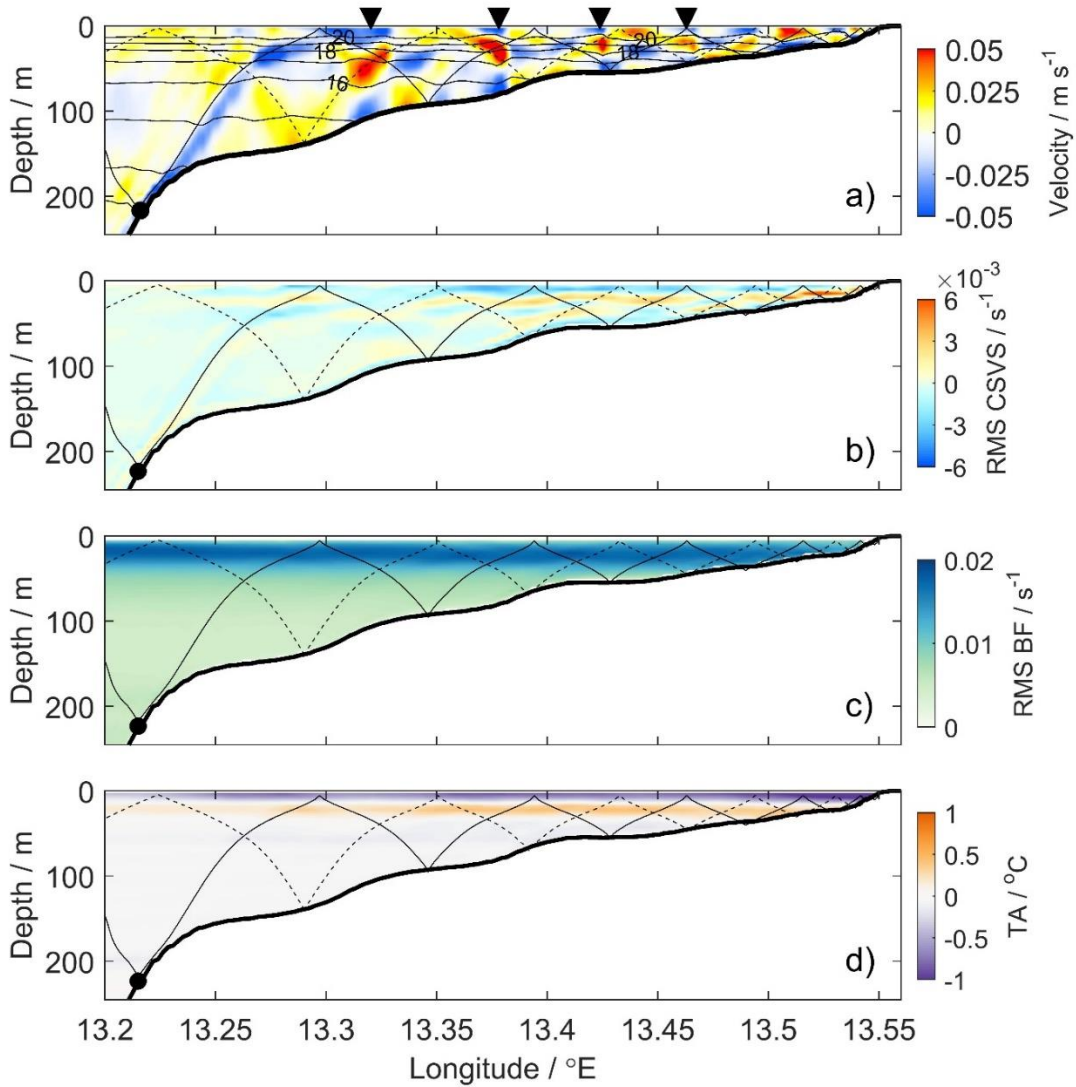 0
100
200
Depth / m
20
18
16
20
18
a)
0.05
0.025
0
-0.025
-0.05
Velocity / m s⁻¹
0
100
200
Depth / m
b)
×10⁻³
6
3
0
-3
-6
RMS CSVS / s⁻¹
0
100
200
Depth / m
c)
0.02
0.01
0
RMS BF / s⁻¹
0
100
200
Depth / m
d)
1
0.5
0
-0.5
-1
TA / °C
13.2 13.25 13.3 13.35 13.4 13.45 13.5 13.55
Longitude / °E